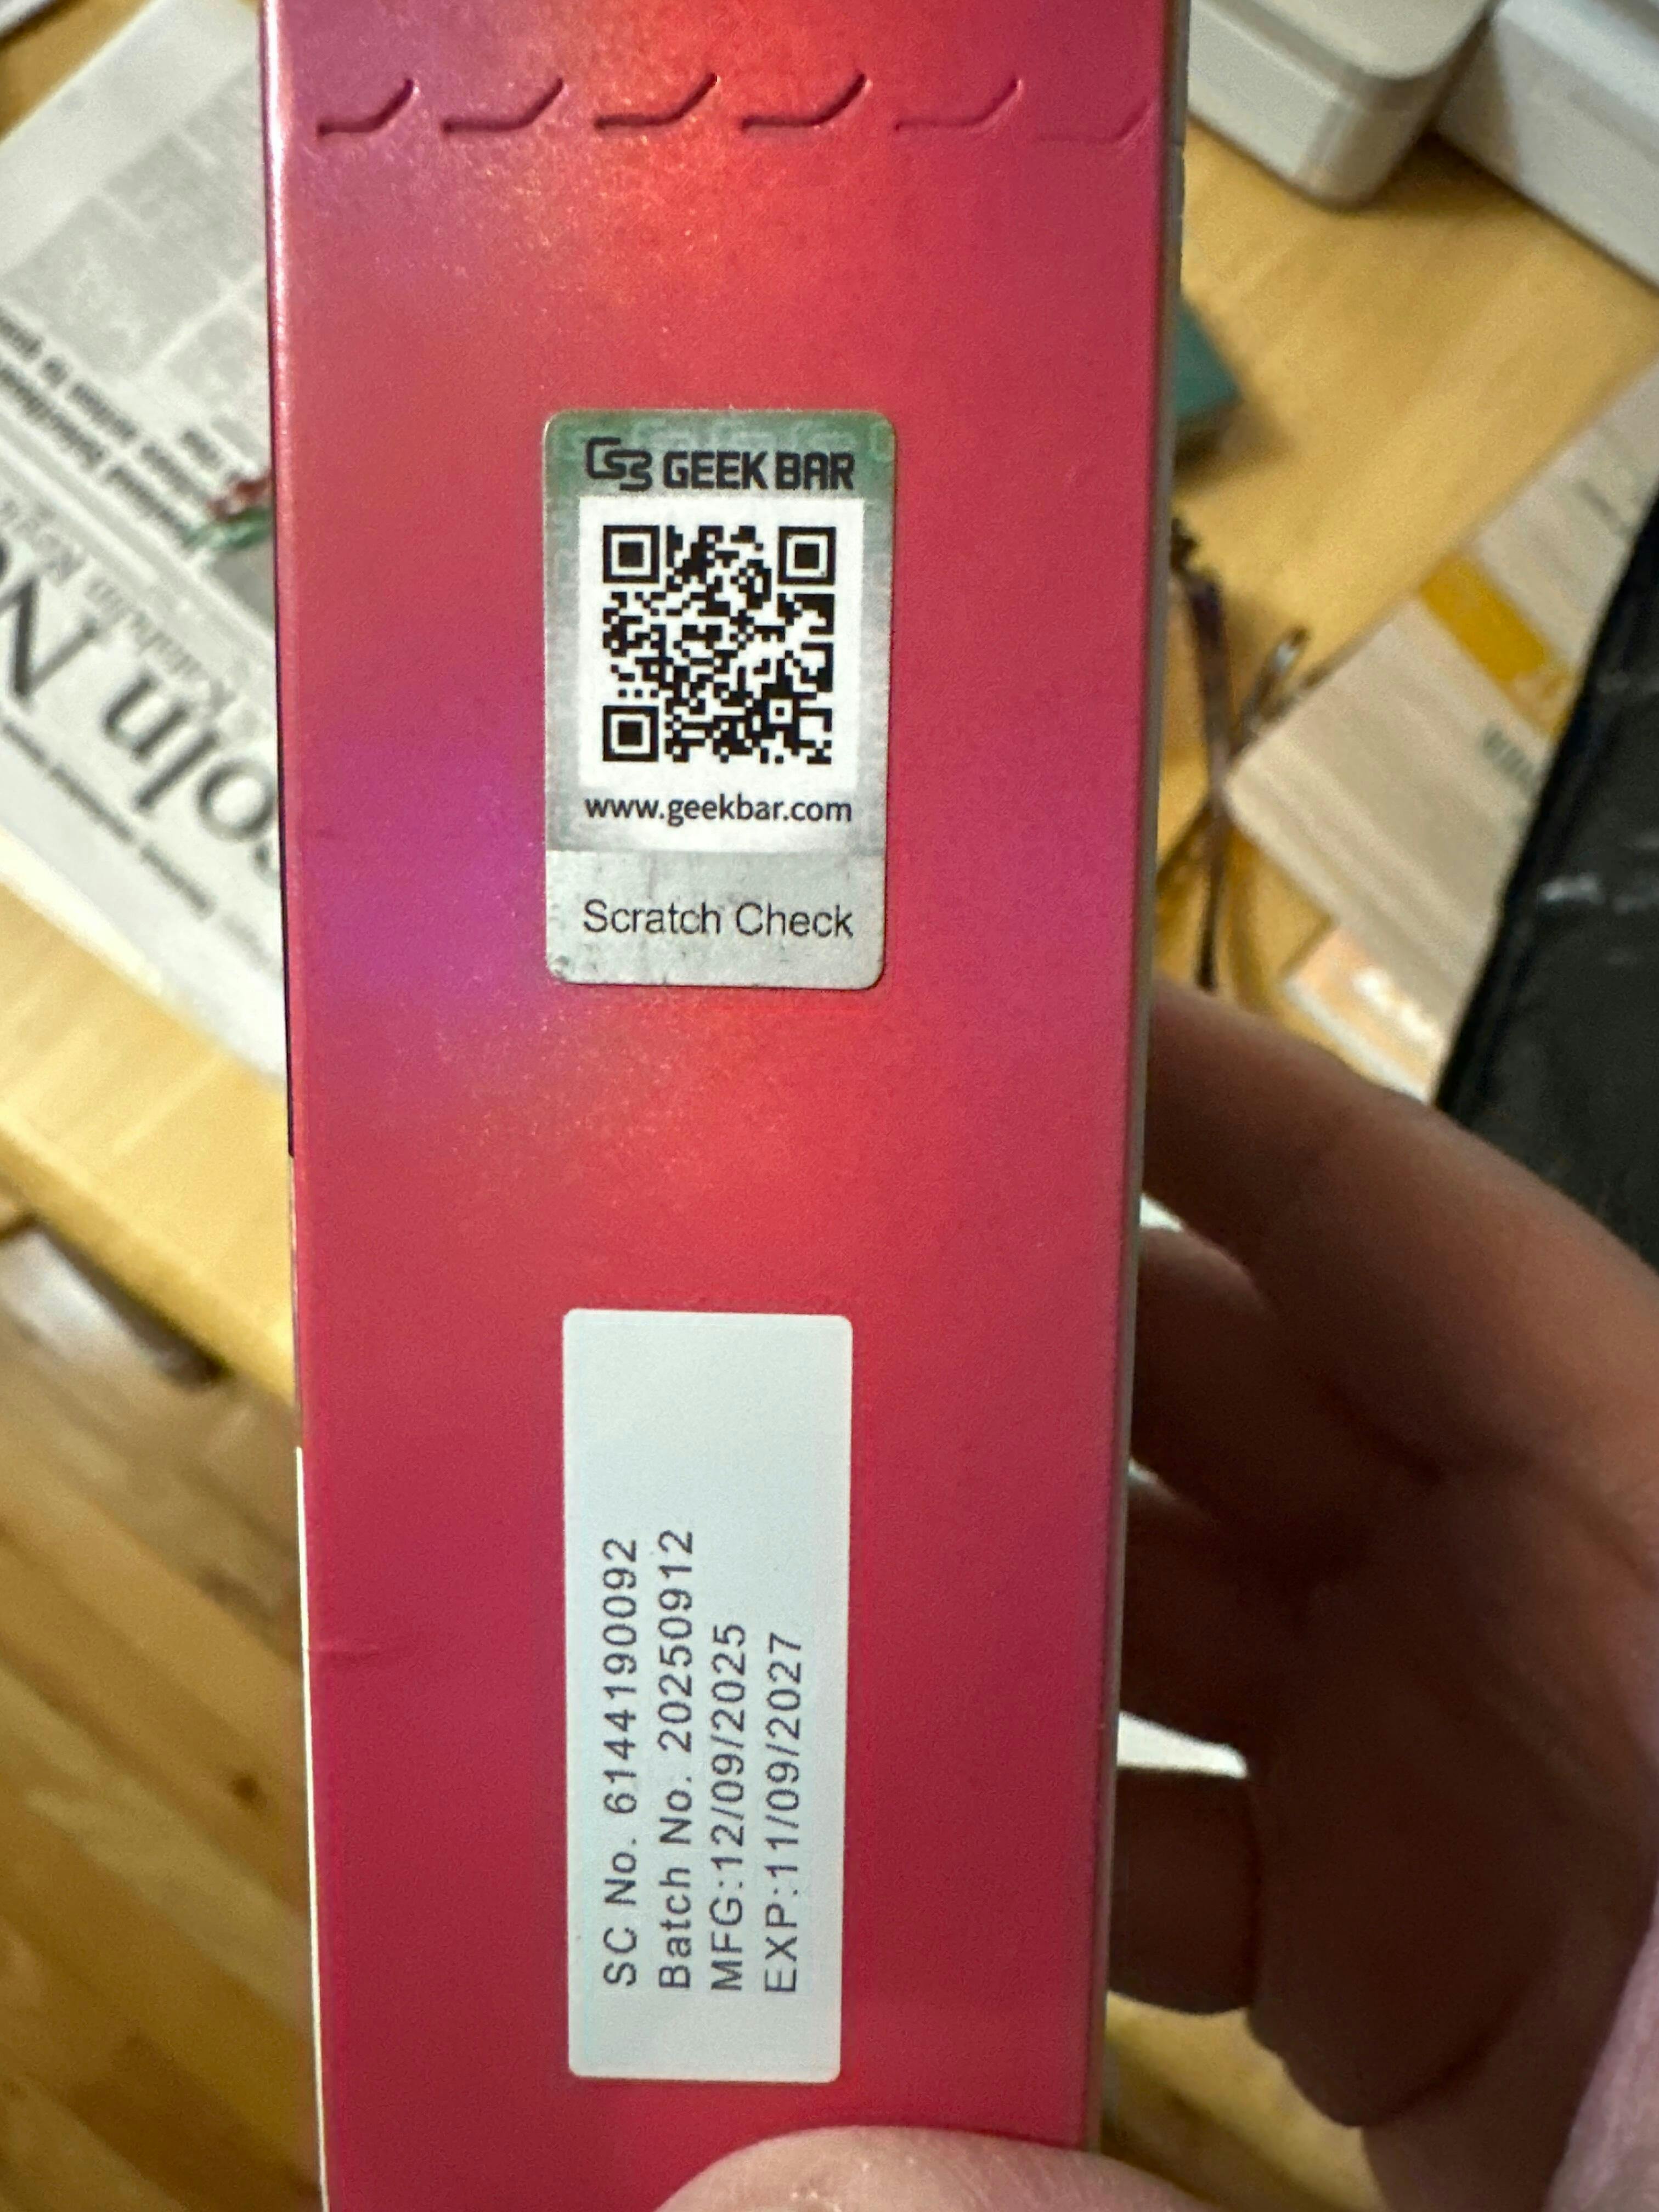 GEEK BAR
www.geekbar.com
Scratch Check
SC No. 6144190092
Batch No. 20250912
MFG:12/09/2025
EXP:11/09/2027
oln